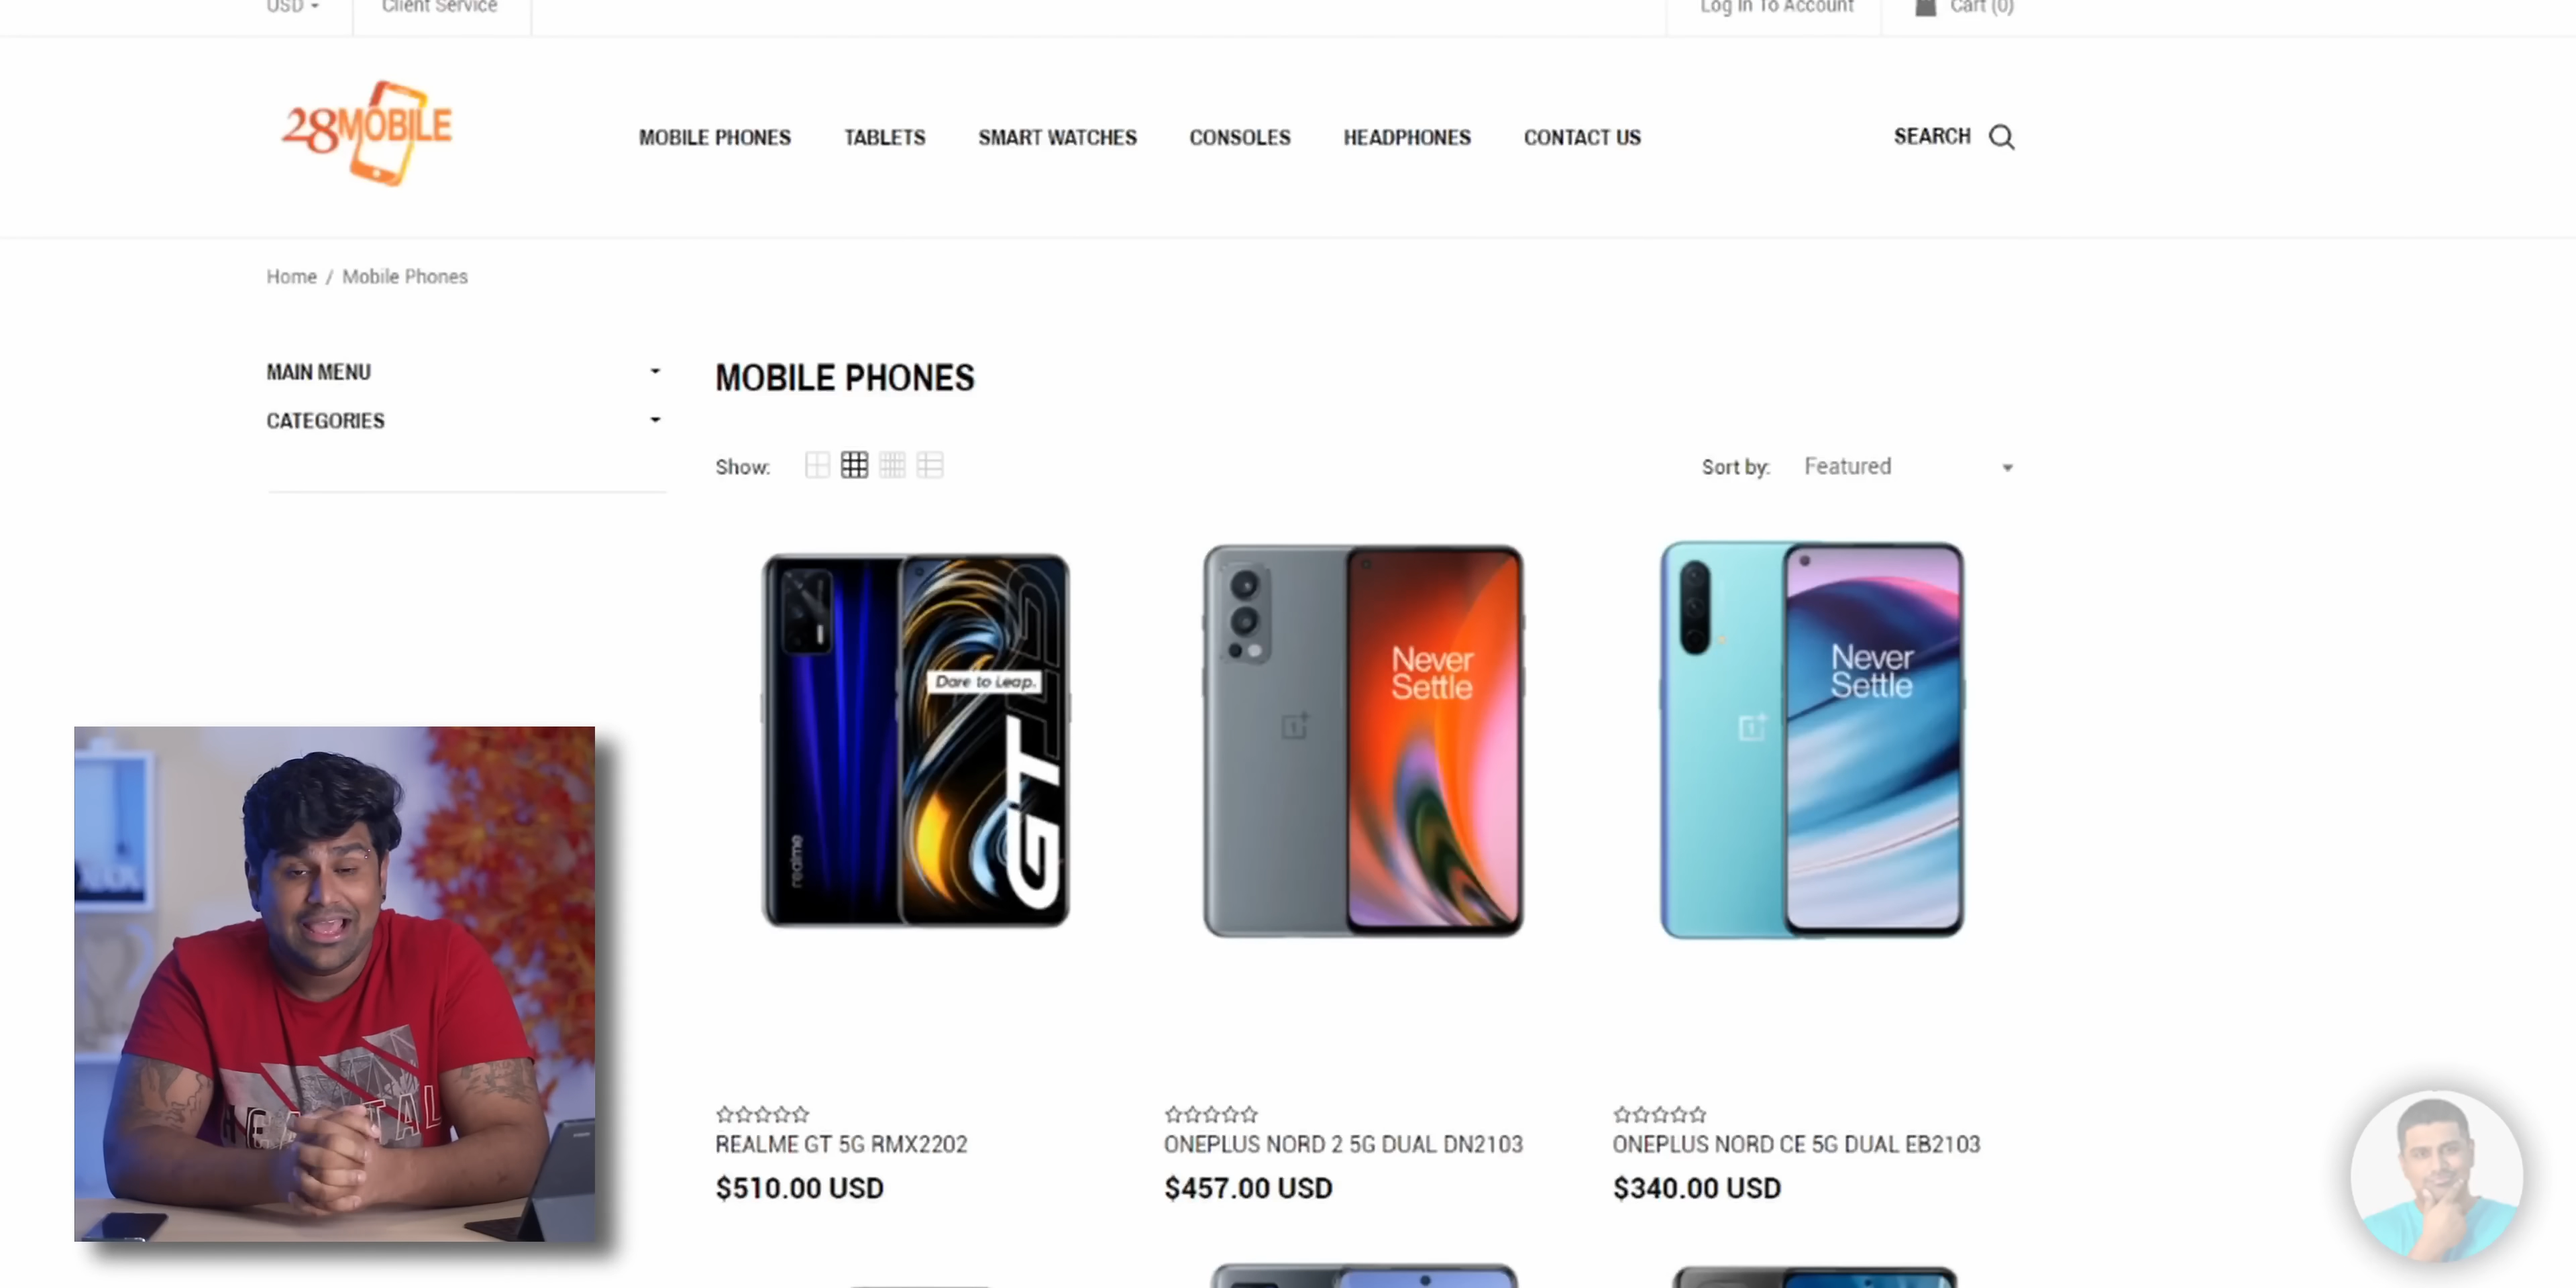 USD
Client Service
Log In To Account
Cart (0)
28MOBILE
MOBILE PHONES
TABLETS
SMART WATCHES
CONSOLES
HEADPHONES
CONTACT US
SEARCH
Home / Mobile Phones
MAIN MENU
CATEGORIES
MOBILE PHONES
Show:
Sort by:
Featured
Dare to Leap.
GT
realme
Never
Settle
Never
Settle
REALME GT 5G RMX2202
$510.00 USD
ONEPLUS NORD 2 5G DUAL DN2103
$457.00 USD
ONEPLUS NORD CE 5G DUAL EB2103
$340.00 USD